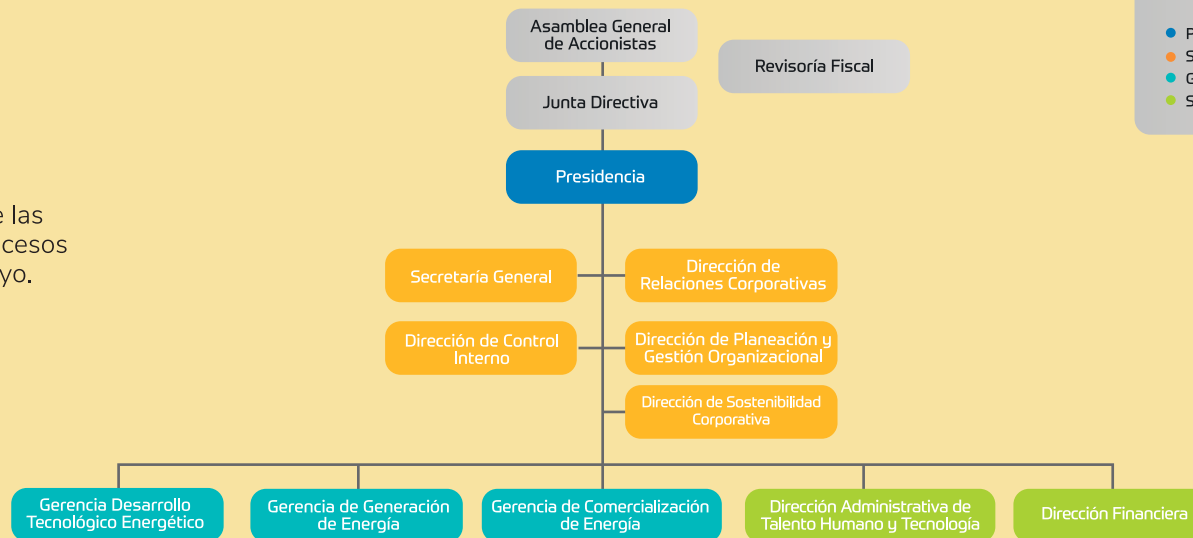 Asamblea General
de Accionistas
Revisoría Fiscal
Junta Directiva
Presidencia
las
yo.
Secretaría General
Dirección de
Relaciones Corporativas
Dirección de Control
Interno
Dirección de Planeación y
Gestión Organizacional
Dirección de Sostenibilidad
Corporativa
Gerencia Desarrollo
Tecnológico Energético
Gerencia de Generación
de Energía
Gerencia de Comercialización
de Energía
Dirección Administrativa de
Talento Humano y Tecnología
Dirección Financiera